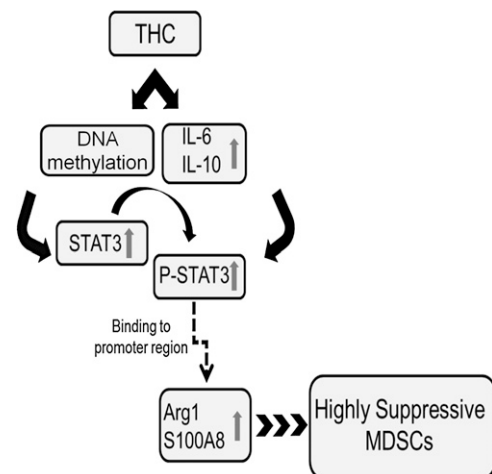 THC
DNA
methylation
IL-6
IL-10
STAT3
P-STAT3
Binding to
promoter region
Arg1
S100A8
Highly Suppressive
MDSCs